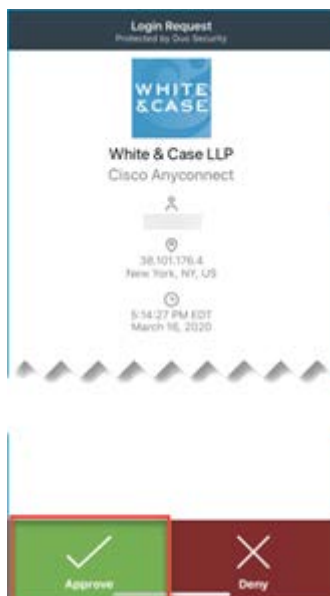 Login Request
Protected by Duo Security
WHITE
& CASE
White & Case LLP
Cisco Anyconnect
38.101.176.4
New York, NY, US
5:14:27 PM EDT
March 16, 2020
Approve
Deny